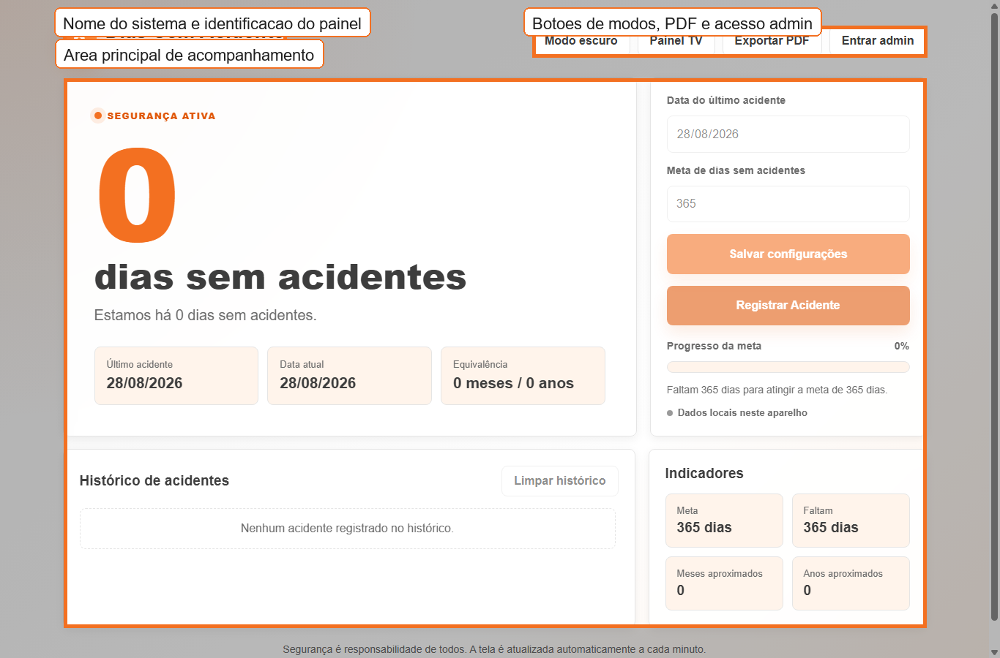 Nome do sistema e identificacao do painel
Area principal de acompanhamento
Botoes de modos, PDF e acesso admin
Modo escuro
Painel TV
Exportar PDF
Entrar admin
SEGURANÇA ATIVA
0
dias sem acidentes
Estamos há 0 dias sem acidentes.
Último acidente
28/08/2026
Data atual
28/08/2026
Equivalência
0 meses / 0 anos
Data do último acidente
28/08/2026
Meta de dias sem acidentes
365
Salvar configurações
Registrar Acidente
Progresso da meta 0%
Faltam 365 dias para atingir a meta de 365 dias.
Dados locais neste aparelho
Histórico de acidentes
Limpar histórico
Nenhum acidente registrado no histórico.
Indicadores
Meta
365 dias
Faltam
365 dias
Meses aproximados
0
Anos aproximados
0
Segurança é responsabilidade de todos. A tela é atualizada automaticamente a cada minuto.